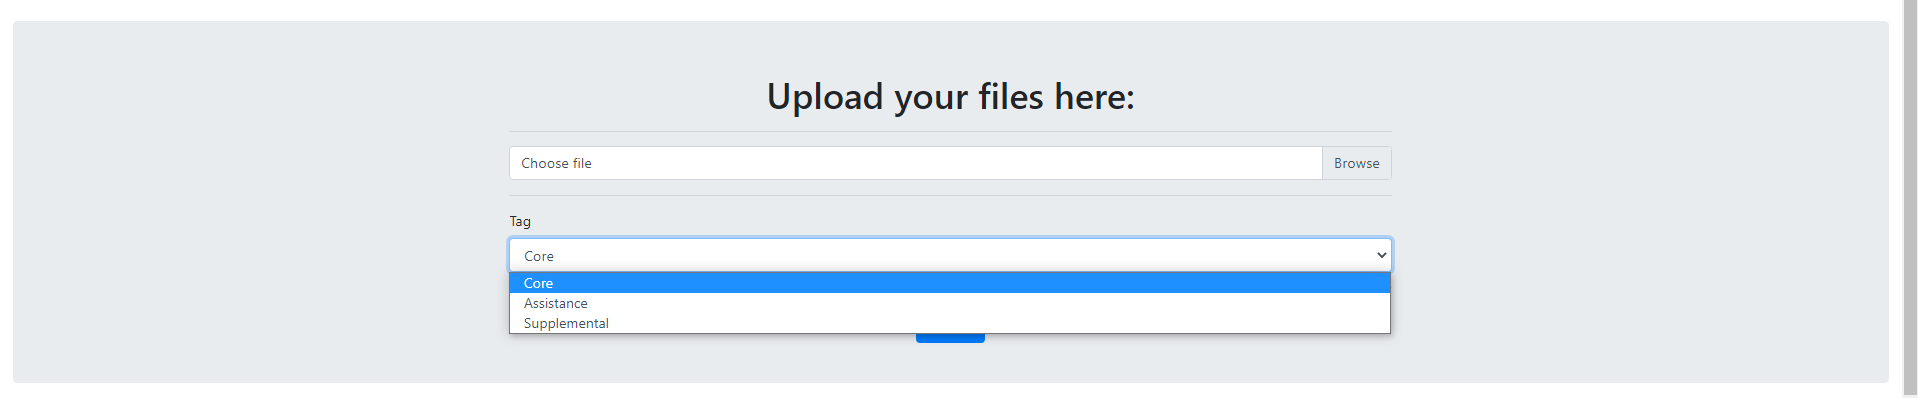 Upload your files here:
Choose file Browse
Tag
Core
Core
Assistance
Supplemental